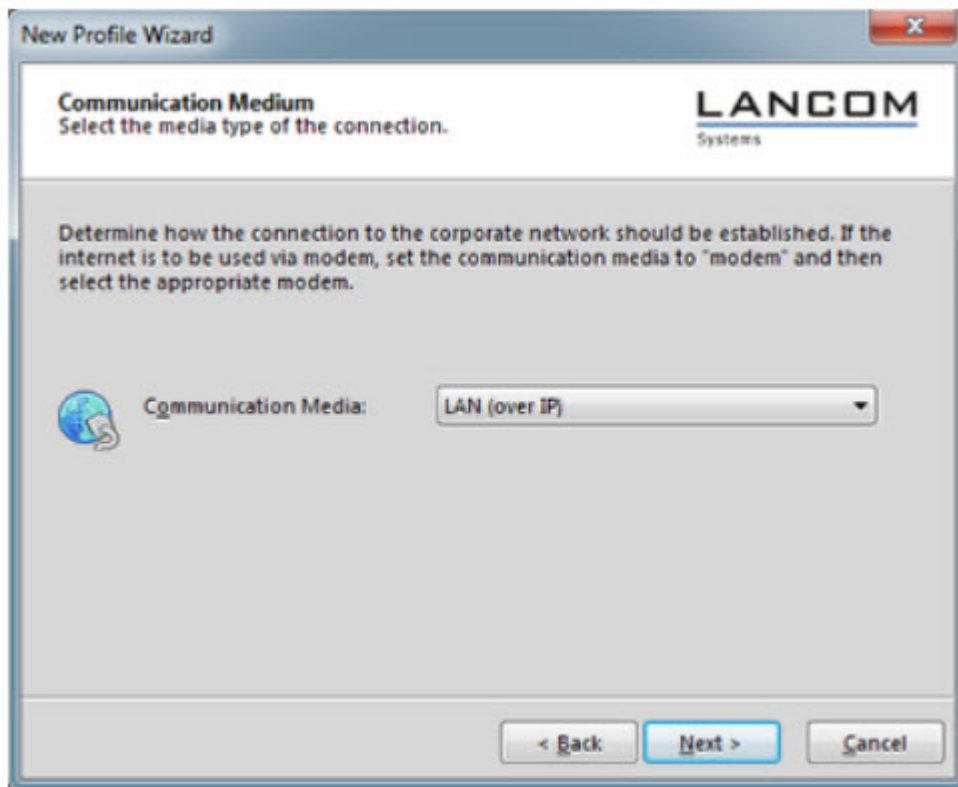 New Profile Wizard
Communication Medium
Select the media type of the connection.
LANCOM
Systems
Determine how the connection to the corporate network should be established. If the
internet is to be used via modem, set the communication media to "modem" and then
select the appropriate modem.
Communication Media:
LAN (over IP)
< Back
Next >
Cancel